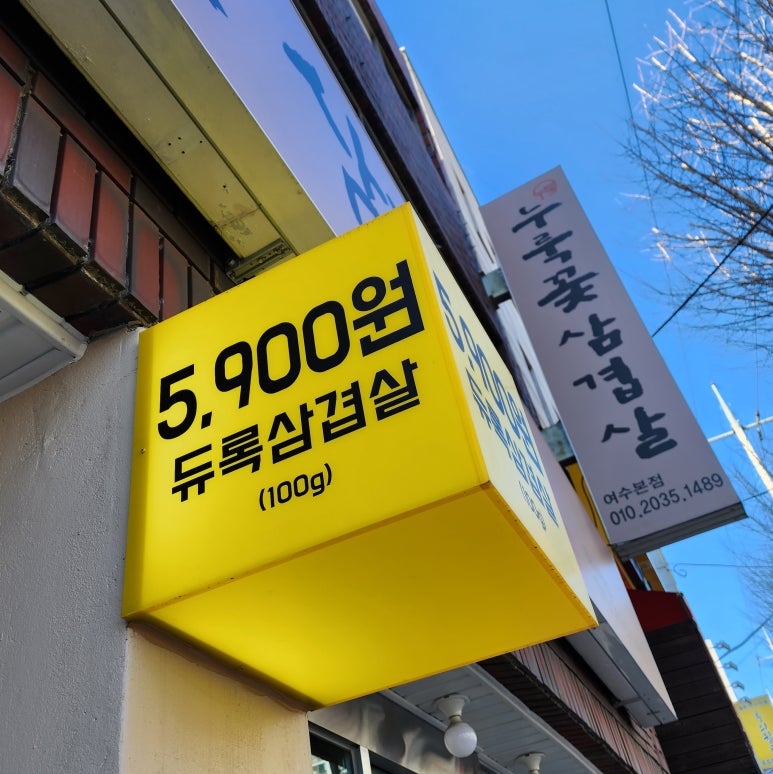 5,900원
듀록삼겹살
(100g)
누룩꽃삼겹살
여수본점
010.2035.1489